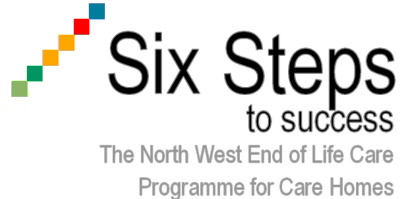 Six Steps
to success
The North West End of Life Care
Programme for Care Homes